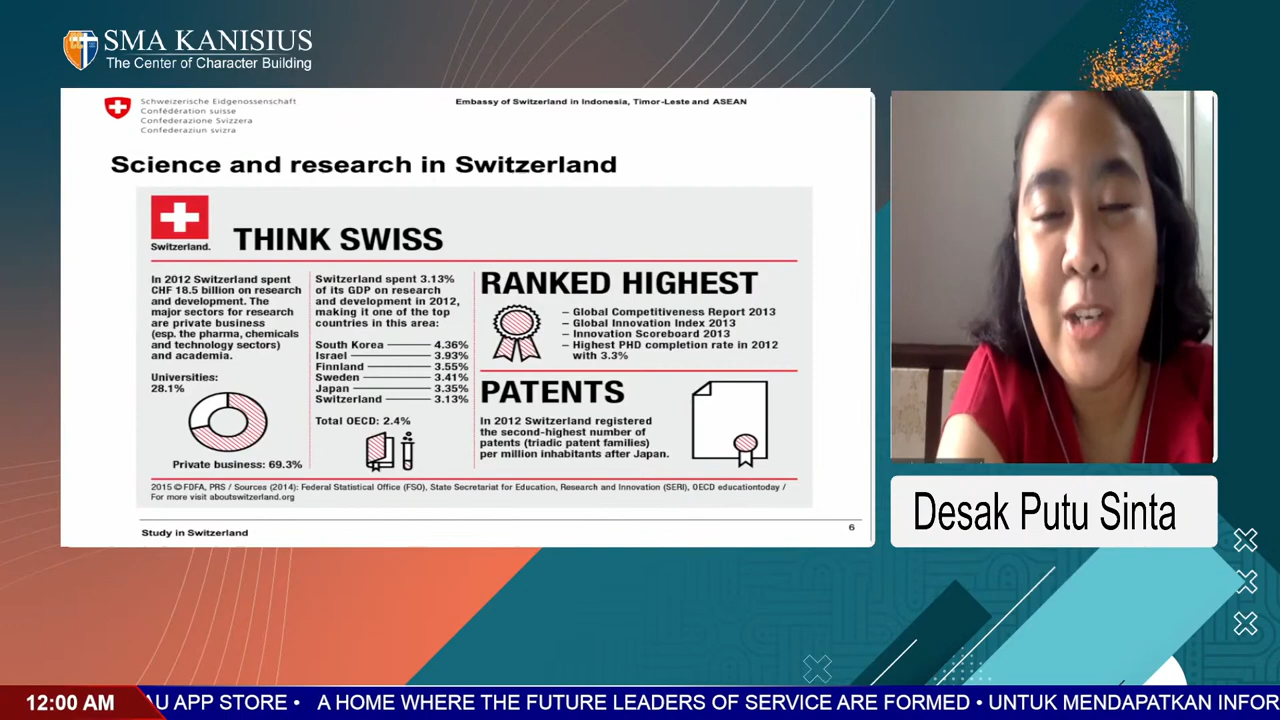 SMA KANISIUS
The Center of Character Building
Schweizerische Eidgenossenschaft
Confédération suisse
Confederazione Svizzera
Confederaziun svizra
Embassy of Switzerland in Indonesia, Timor-Leste and ASEAN
Science and research in Switzerland
Switzerland.
THINK SWISS
In 2012 Switzerland spent
CHF 18.5 billion on research
and development. The
major sectors for research
are private business
(esp. the pharma, chemicals
and technology sectors)
and academia.
Universities:
28.1%
Private business: 69.3%
Switzerland spent 3.13%
of its GDP on research
and development in 2012,
making it one of the top
countries in this area:
South Korea 4.36%
Israel 3.93%
Finnland 3.55%
Sweden 3.41%
Japan 3.35%
Switzerland 3.13%
Total OECD: 2.4%
RANKED HIGHEST
– Global Competitiveness Report 2013
– Global Innovation Index 2013
– Innovation Scoreboard 2013
– Highest PHD completion rate in 2012
with 3.3%
PATENTS
In 2012 Switzerland registered
the second-highest number of
patents (triadic patent families)
per million inhabitants after Japan.
2015 © FDFA, PRS / Sources (2014): Federal Statistical Office (FSO), State Secretariat for Education, Research and Innovation (SERI), OECD educationtoday /
For more visit aboutswitzerland.org
Study in Switzerland
6
Desak Putu Sinta
12:00 AM
AU APP STORE • A HOME WHERE THE FUTURE LEADERS OF SERVICE ARE FORMED • UNTUK MENDAPATKAN INFOR